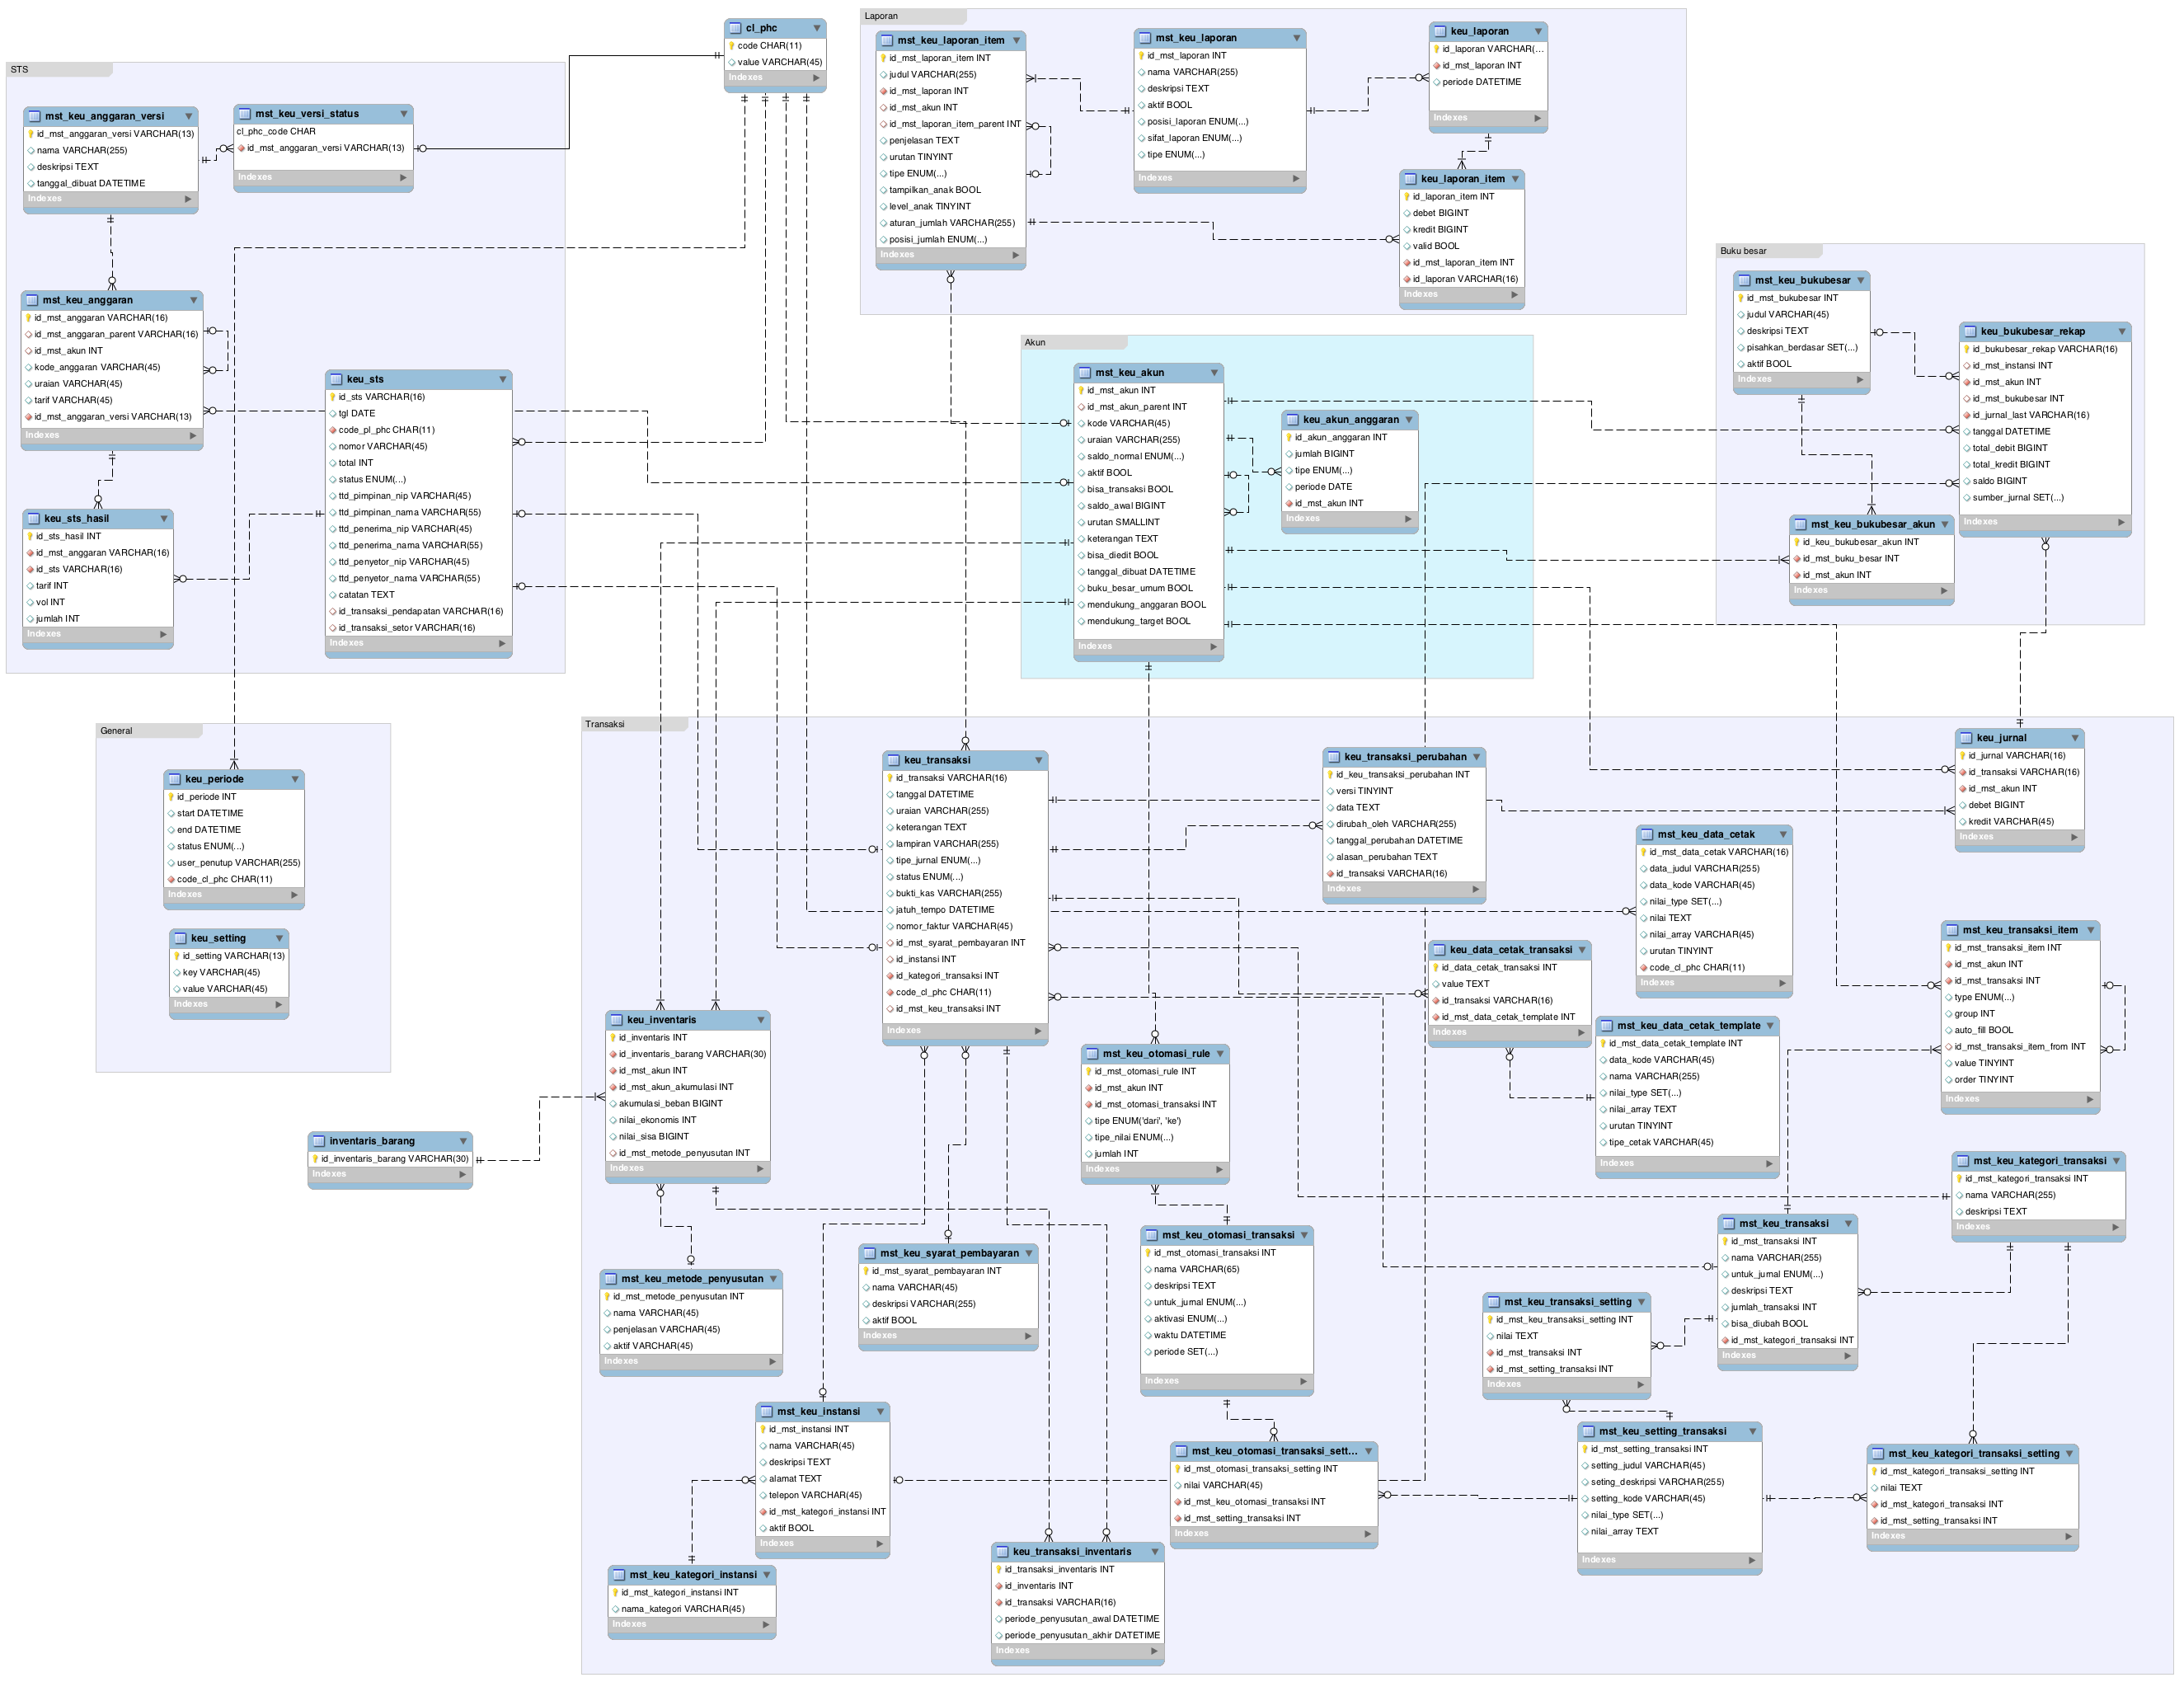 cl_phc
code CHAR(11)
value VARCHAR(45)
Indexes
STS
mst_keu_anggaran_versi
id_mst_anggaran_versi VARCHAR(13)
nama VARCHAR(255)
deskripsi TEXT
tanggal_dibuat DATETIME
Indexes
mst_keu_versi_status
cl_phc_code CHAR
id_mst_anggaran_versi VARCHAR(13)
Indexes
mst_keu_anggaran
id_mst_anggaran VARCHAR(16)
id_mst_anggaran_parent VARCHAR(16)
id_mst_akun INT
kode_anggaran VARCHAR(45)
uraian VARCHAR(45)
tarif VARCHAR(45)
id_mst_anggaran_versi VARCHAR(13)
Indexes
keu_sts
id_sts VARCHAR(16)
tgl DATE
code_pl_phc CHAR(11)
nomor VARCHAR(45)
total INT
status ENUM(...)
ttd_pimpinan_nip VARCHAR(45)
ttd_pimpinan_nama VARCHAR(55)
ttd_penerima_nip VARCHAR(45)
ttd_penerima_nama VARCHAR(55)
ttd_penyetor_nip VARCHAR(45)
ttd_penyetor_nama VARCHAR(55)
catatan TEXT
id_transaksi_pendapatan VARCHAR(16)
id_transaksi_setor VARCHAR(16)
Indexes
keu_sts_hasil
id_sts_hasil INT
id_mst_anggaran VARCHAR(16)
id_sts VARCHAR(16)
tarif INT
vol INT
jumlah INT
Indexes
Laporan
mst_keu_laporan_item
id_mst_laporan_item INT
judul VARCHAR(255)
id_mst_laporan INT
id_mst_akun INT
id_mst_laporan_item_parent INT
penjelasan TEXT
urutan TINYINT
tipe ENUM(...)
tampilkan_anak BOOL
level_anak TINYINT
aturan_jumlah VARCHAR(255)
posisi_jumlah ENUM(...)
Indexes
mst_keu_laporan
id_mst_laporan INT
nama VARCHAR(255)
deskripsi TEXT
aktif BOOL
posisi_laporan ENUM(...)
sifat_laporan ENUM(...)
tipe ENUM(...)
Indexes
keu_laporan
id_laporan VARCHAR(...
id_mst_laporan INT
periode DATETIME
Indexes
keu_laporan_item
id_laporan_item INT
debet BIGINT
kredit BIGINT
valid BOOL
id_mst_laporan_item INT
id_laporan VARCHAR(16)
Indexes
Buku besar
mst_keu_bukubesar
id_mst_bukubesar INT
judul VARCHAR(45)
deskripsi TEXT
pisahkan_berdasar SET(...)
aktif BOOL
Indexes
keu_bukubesar_rekap
id_bukubesar_rekap VARCHAR(16)
id_mst_instansi INT
id_mst_akun INT
id_mst_bukubesar INT
id_jurnal_last VARCHAR(16)
tanggal DATETIME
total_debit BIGINT
total_kredit BIGINT
saldo BIGINT
sumber_jurnal SET(...)
Indexes
mst_keu_bukubesar_akun
id_keu_bukubesar_akun INT
id_mst_buku_besar INT
id_mst_akun INT
Indexes
Akun
mst_keu_akun
id_mst_akun INT
id_mst_akun_parent INT
kode VARCHAR(45)
uraian VARCHAR(255)
saldo_normal ENUM(...)
aktif BOOL
bisa_transaksi BOOL
saldo_awal BIGINT
urutan SMALLINT
keterangan TEXT
bisa_diedit BOOL
tanggal_dibuat DATETIME
buku_besar_umum BOOL
mendukung_anggaran BOOL
mendukung_target BOOL
Indexes
keu_akun_anggaran
id_akun_anggaran INT
jumlah BIGINT
tipe ENUM(...)
periode DATE
id_mst_akun INT
Indexes
General
keu_periode
id_periode INT
start DATETIME
end DATETIME
status ENUM(...)
user_penutup VARCHAR(255)
code_cl_phc CHAR(11)
Indexes
keu_setting
id_setting VARCHAR(13)
key VARCHAR(45)
value VARCHAR(45)
Indexes
inventaris_barang
id_inventaris_barang VARCHAR(30)
Indexes
Transaksi
keu_transaksi
id_transaksi VARCHAR(16)
tanggal DATETIME
uraian VARCHAR(255)
keterangan TEXT
lampiran VARCHAR(255)
tipe_jurnal ENUM(...)
status ENUM(...)
bukti_kas VARCHAR(255)
jatuh_tempo DATETIME
nomor_faktur VARCHAR(45)
id_mst_syarat_pembayaran INT
id_instansi INT
id_kategori_transaksi INT
code_cl_phc CHAR(11)
id_mst_keu_transaksi INT
Indexes
keu_transaksi_perubahan
id_keu_transaksi_perubahan INT
versi TINYINT
data TEXT
dirubah_oleh VARCHAR(255)
tanggal_perubahan DATETIME
alasan_perubahan TEXT
id_transaksi VARCHAR(16)
Indexes
keu_jurnal
id_jurnal VARCHAR(16)
id_transaksi VARCHAR(16)
id_mst_akun INT
debet BIGINT
kredit VARCHAR(45)
Indexes
mst_keu_data_cetak
id_mst_data_cetak VARCHAR(16)
data_judul VARCHAR(255)
data_kode VARCHAR(45)
nilai_type SET(...)
nilai TEXT
nilai_array VARCHAR(45)
urutan TINYINT
code_cl_phc CHAR(11)
Indexes
keu_data_cetak_transaksi
id_data_cetak_transaksi INT
value TEXT
id_transaksi VARCHAR(16)
id_mst_data_cetak_template INT
Indexes
mst_keu_transaksi_item
id_mst_transaksi_item INT
id_mst_akun INT
id_mst_transaksi INT
type ENUM(...)
group INT
auto_fill BOOL
id_mst_transaksi_item_from INT
value TINYINT
order TINYINT
Indexes
keu_inventaris
id_inventaris INT
id_inventaris_barang VARCHAR(30)
id_mst_akun INT
id_mst_akun_akumulasi INT
akumulasi_beban BIGINT
nilai_ekonomis INT
nilai_sisa BIGINT
id_mst_metode_penyusutan INT
Indexes
mst_keu_otomasi_rule
id_mst_otomasi_rule INT
id_mst_akun INT
id_mst_otomasi_transaksi INT
tipe ENUM('dari', 'ke')
tipe_nilai ENUM(...)
jumlah INT
Indexes
mst_keu_data_cetak_template
id_mst_data_cetak_template INT
data_kode VARCHAR(45)
nama VARCHAR(255)
nilai_type SET(...)
nilai_array TEXT
urutan TINYINT
tipe_cetak VARCHAR(45)
Indexes
mst_keu_kategori_transaksi
id_mst_kategori_transaksi INT
nama VARCHAR(255)
deskripsi TEXT
Indexes
mst_keu_transaksi
id_mst_transaksi INT
nama VARCHAR(255)
untuk_jurnal ENUM(...)
deskripsi TEXT
jumlah_transaksi INT
bisa_diubah BOOL
id_mst_kategori_transaksi INT
Indexes
mst_keu_otomasi_transaksi
id_mst_otomasi_transaksi INT
nama VARCHAR(65)
deskripsi TEXT
untuk_jurnal ENUM(...)
aktivasi ENUM(...)
waktu DATETIME
periode SET(...)
Indexes
mst_keu_syarat_pembayaran
id_mst_syarat_pembayaran INT
nama VARCHAR(45)
deskripsi VARCHAR(255)
aktif BOOL
Indexes
mst_keu_metode_penyusutan
id_mst_metode_penyusutan INT
nama VARCHAR(45)
penjelasan VARCHAR(45)
aktif VARCHAR(45)
Indexes
mst_keu_transaksi_setting
id_mst_keu_transaksi_setting INT
nilai TEXT
id_mst_transaksi INT
id_mst_setting_transaksi INT
Indexes
mst_keu_instansi
id_mst_instansi INT
nama VARCHAR(45)
deskripsi TEXT
alamat TEXT
telepon VARCHAR(45)
id_mst_kategori_instansi INT
aktif BOOL
Indexes
mst_keu_otomasi_transaksi_sett...
id_mst_otomasi_transaksi_setting INT
nilai VARCHAR(45)
id_mst_keu_otomasi_transaksi INT
id_mst_setting_transaksi INT
Indexes
mst_keu_setting_transaksi
id_mst_setting_transaksi INT
setting_judul VARCHAR(45)
seting_deskripsi VARCHAR(255)
setting_kode VARCHAR(45)
nilai_type SET(...)
nilai_array TEXT
Indexes
mst_keu_kategori_transaksi_setting
id_mst_kategori_transaksi_setting INT
nilai TEXT
id_mst_kategori_transaksi INT
id_mst_setting_transaksi INT
Indexes
mst_keu_kategori_instansi
id_mst_kategori_instansi INT
nama_kategori VARCHAR(45)
Indexes
keu_transaksi_inventaris
id_transaksi_inventaris INT
id_inventaris INT
id_transaksi VARCHAR(16)
periode_penyusutan_awal DATETIME
periode_penyusutan_akhir DATETIME
Indexes